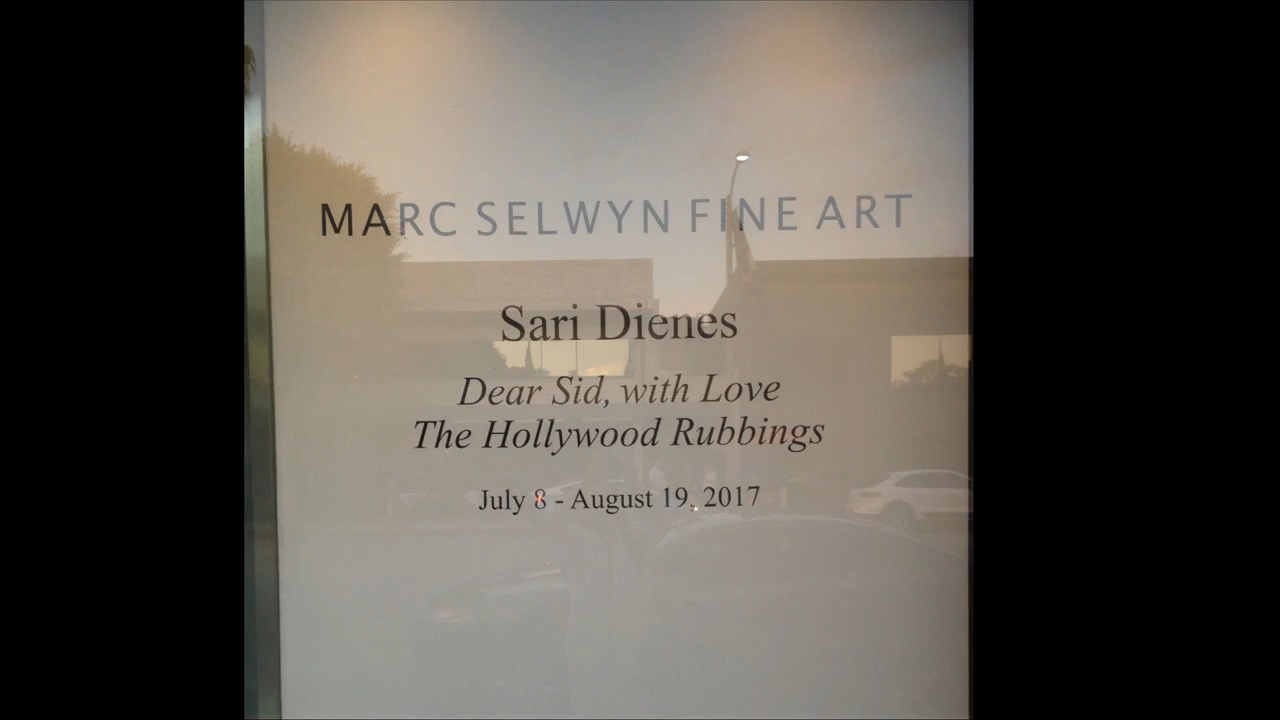 MARC SELWYN FINE ART
Sari Dienes
Dear Sid, with Love
The Hollywood Rubbings
July 8 - August 19, 2017